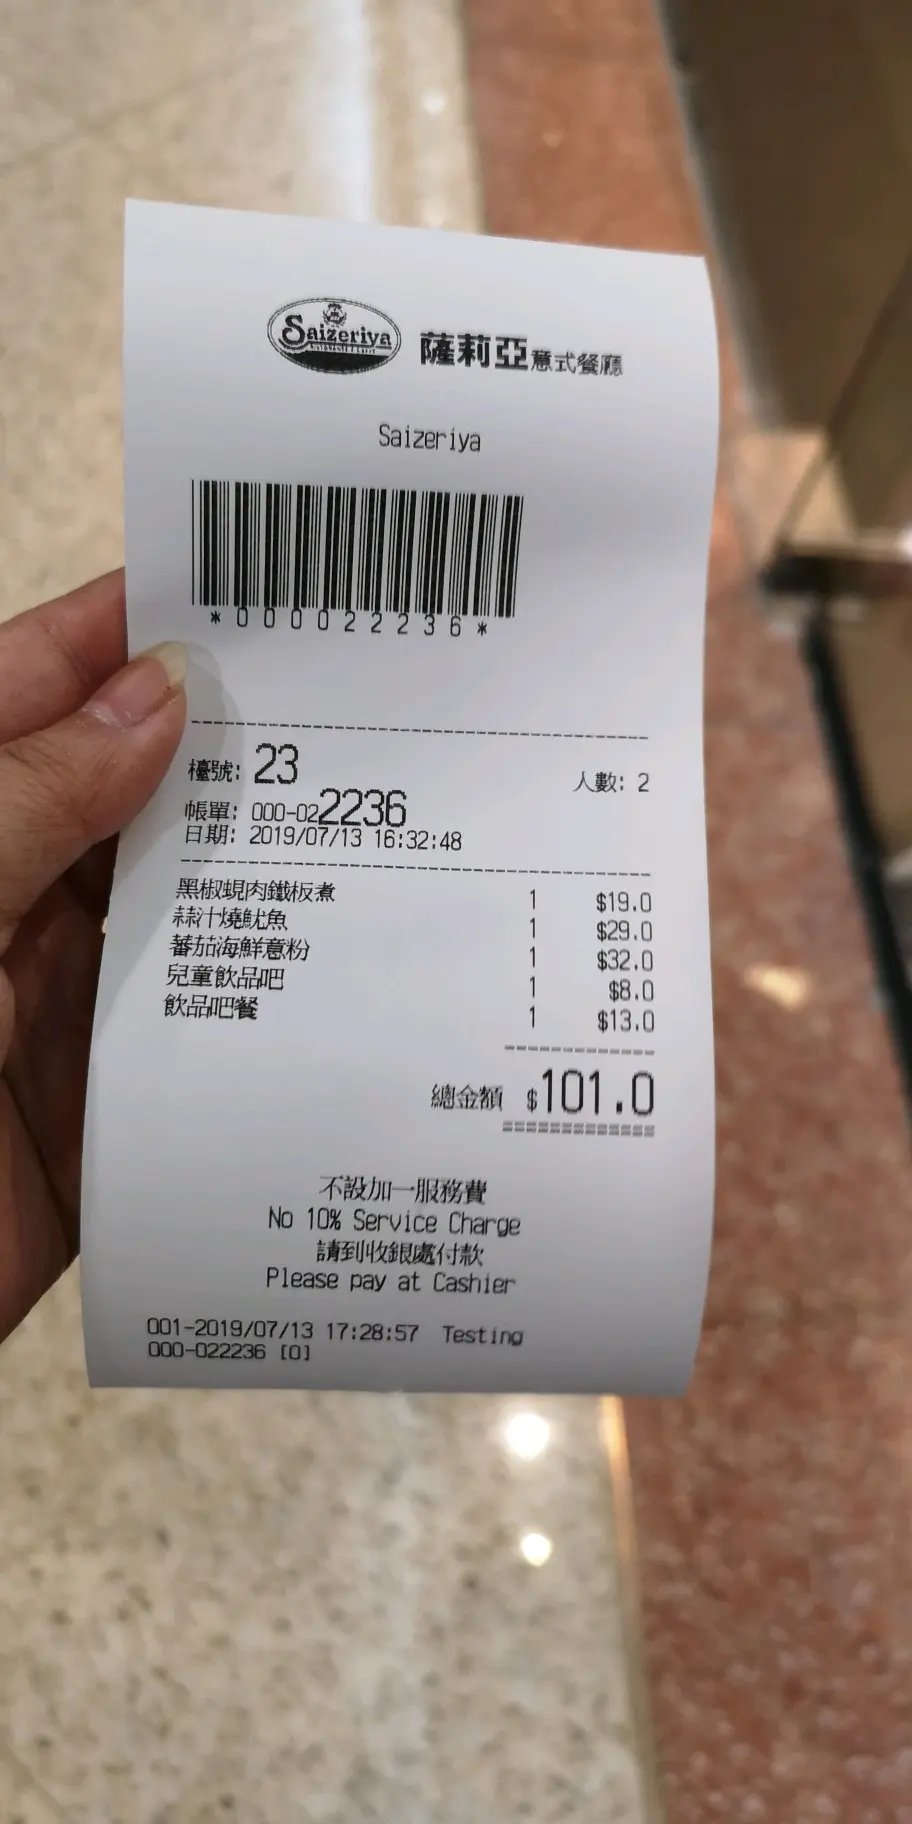 Saizeriya 薩莉亞意式餐廳
Saizeriya
*000022236*
檯號: 23 人數: 2
帳單: 000-022236
日期: 2019/07/13 16:32:48
黑椒蜆肉鐵板煮 1 $19.0
蒜汁燒魷魚 1 $29.0
蕃茄海鮮意粉 1 $32.0
兒童飲品吧 1 $8.0
飲品吧餐 1 $13.0
總金額 $101.0
不設加一服務費
No 10% Service Charge
請到收銀處付款
Please pay at Cashier
001-2019/07/13 17:28:57 Testing
000-022236 [0]